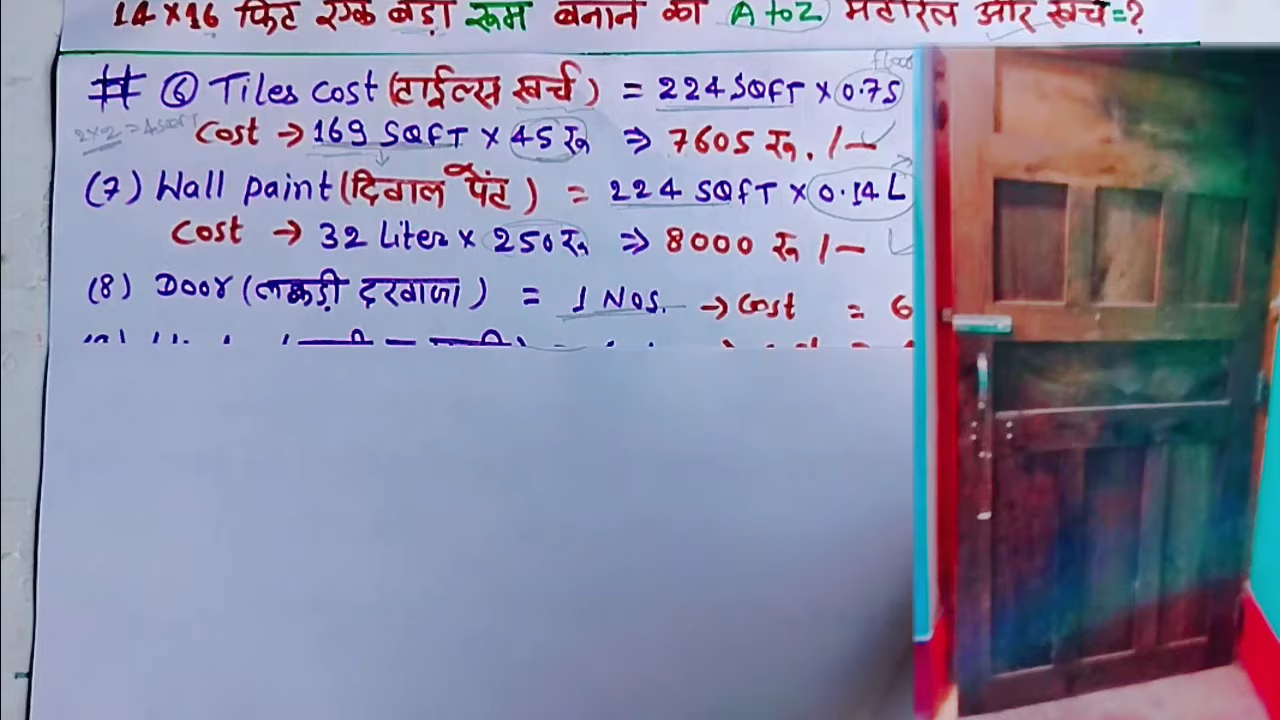 14×16 फिट एक बड़ा रूम बनाने का A to Z मटेरियल और खर्च=?
floor
# ⑥ Tiles Cost (टाईल्स खर्च) = 224 SQFT × 0.75
2×2 = 4 SQFT
Cost → 169 SQFT × 45 रू ⇒ 7605 रू. /-
(7) Wall paint (दिवाल पेंट) = 224 SQFT × 0.14 L
Cost → 32 Liter × 250 रू ⇒ 8000 रू /-
(8) Door (लकड़ी दरवाजा) = 1 Nos. → Cost = 6